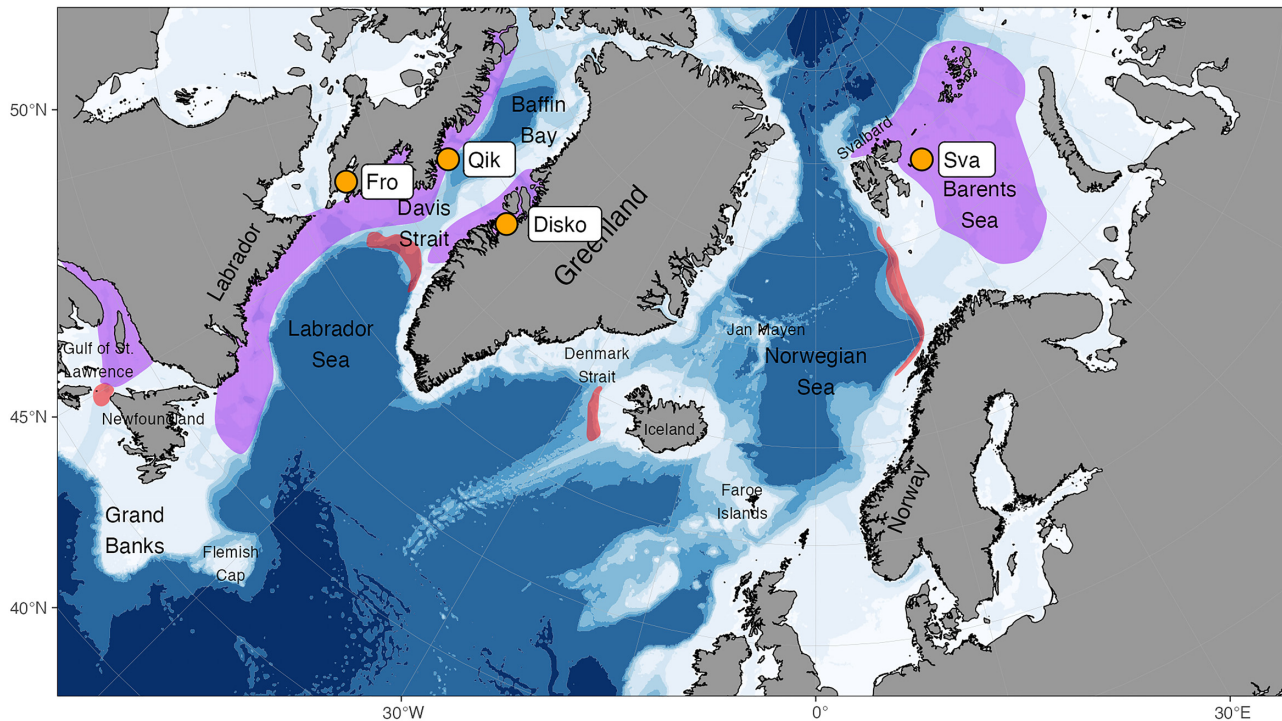 50°N
45°N
40°N
30°W
0°
30°E
Baffin
Bay
Qik
Fro
Davis
Strait
Disko
Greenland
Labrador
Labrador
Sea
Gulf of St.
Lawrence
Newfoundland
Grand
Banks
Flemish
Cap
Denmark
Strait
Iceland
Jan Mayen
Norwegian
Sea
Faroe
Islands
Norway
Svalbard
Sva
Barents
Sea